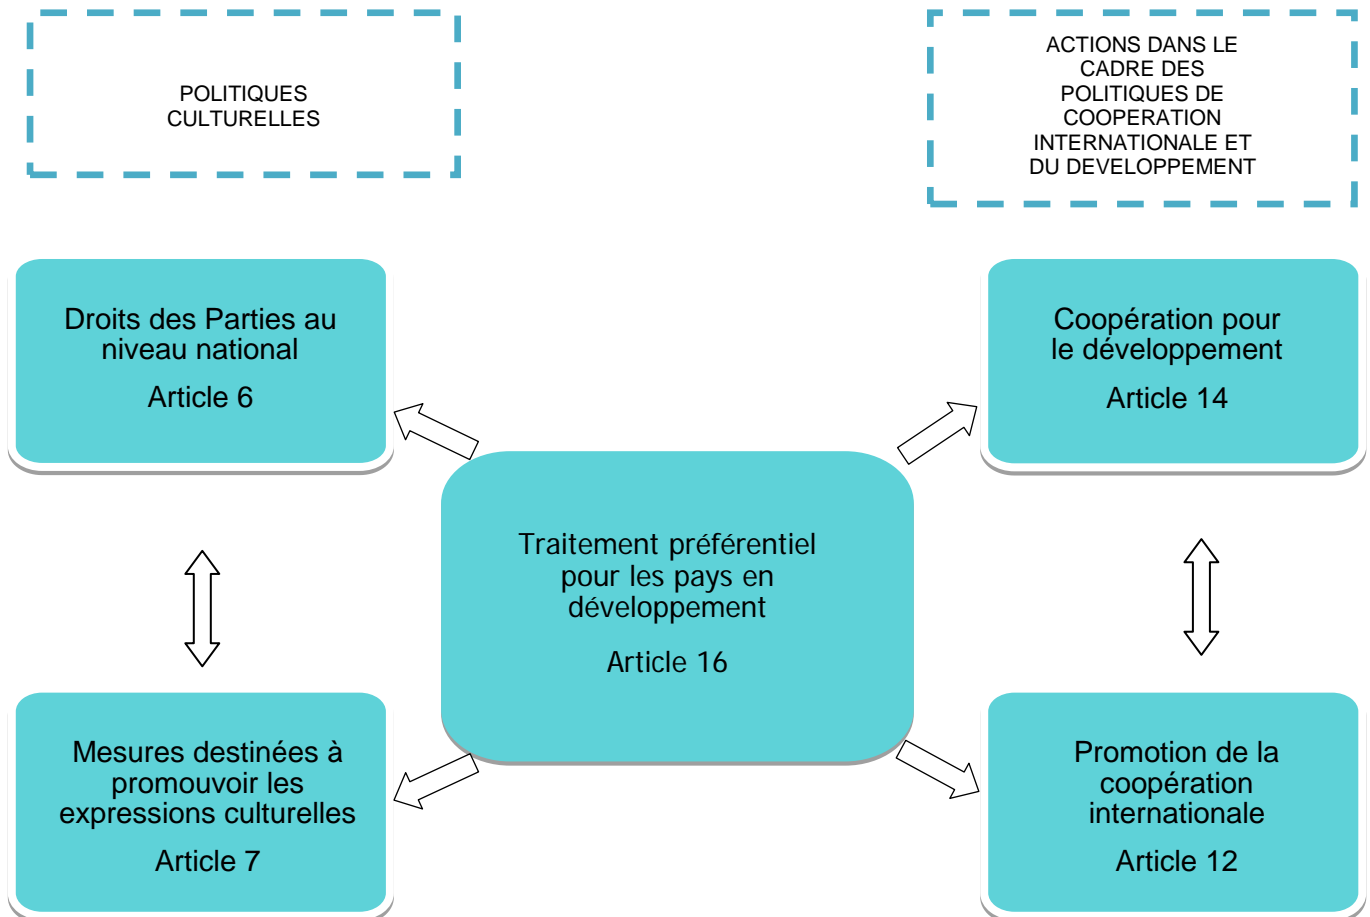 POLITIQUES
CULTURELLES
ACTIONS DANS LE
CADRE DES
POLITIQUES DE
COOPERATION
INTERNATIONALE ET
DU DEVELOPPEMENT
Droits des Parties au
niveau national
Article 6
Coopération pour
le développement
Article 14
Traitement préférentiel
pour les pays en
développement
Article 16
Mesures destinées à
promouvoir les
expressions culturelles
Article 7
Promotion de la
coopération
internationale
Article 12